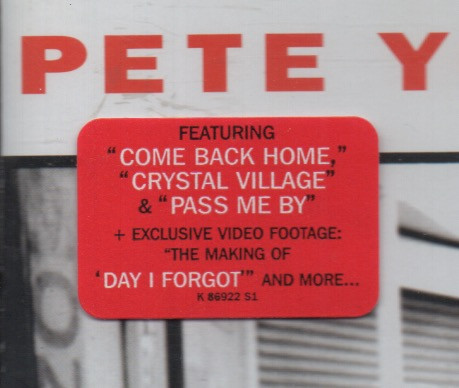 PETE Y
FEATURING
“COME BACK HOME,”
“CRYSTAL VILLAGE”
& “PASS ME BY”
+ EXCLUSIVE VIDEO FOOTAGE:
“THE MAKING OF
‘DAY I FORGOT’” AND MORE...
K 86922 S1